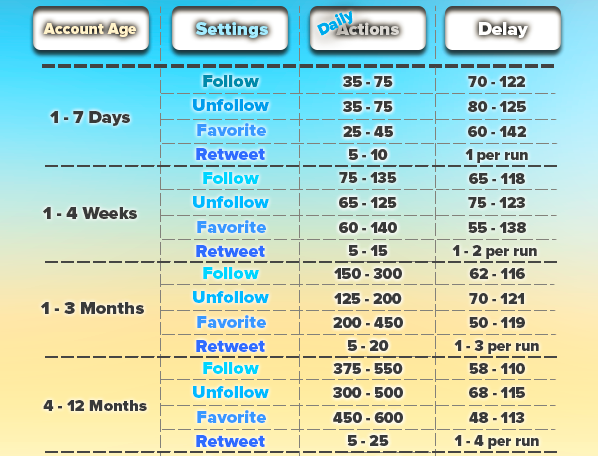 Account Age Settings Daily Actions Delay
Follow 35 - 75 70 - 122
Unfollow 35 - 75 80 - 125
1 - 7 Days
Favorite 25 - 45 60 - 142
Retweet 5 - 10 1 per run
Follow 75 - 135 65 - 118
Unfollow 65 - 125 75 - 123
1 - 4 Weeks
Favorite 60 - 140 55 - 138
Retweet 5 - 15 1 - 2 per run
Follow 150 - 300 62 - 116
Unfollow 125 - 200 70 - 121
1 - 3 Months
Favorite 200 - 450 50 - 119
Retweet 5 - 20 1 - 3 per run
Follow 375 - 550 58 - 110
Unfollow 300 - 500 68 - 115
4 - 12 Months
Favorite 450 - 600 48 - 113
Retweet 5 - 25 1 - 4 per run